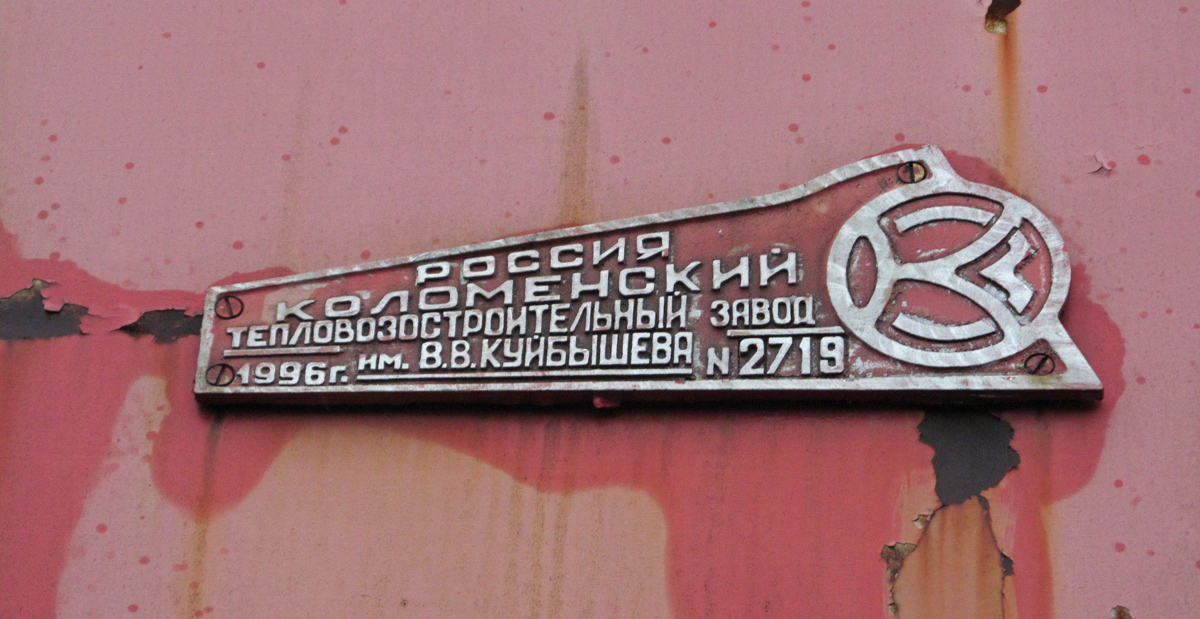 РОССИЯ
КОЛОМЕНСКИЙ
ТЕПЛОВОЗОСТРОИТЕЛЬНЫЙ ЗАВОД
1996г. им. В.В.КУЙБЫШЕВА N 2719